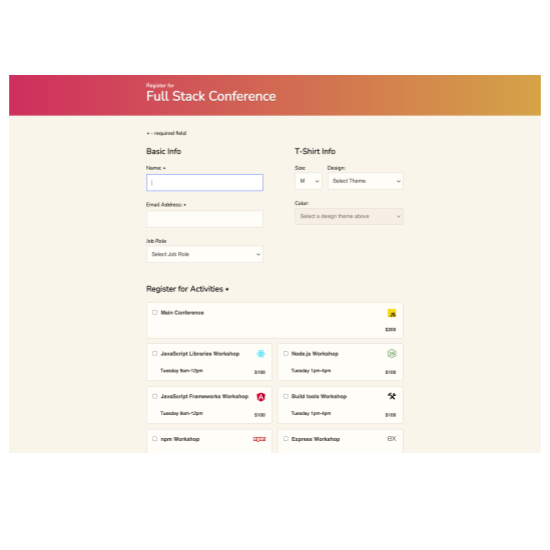 Register for
Full Stack Conference
* - required field
Basic Info
Name: *
Email Address: *
Job Role
Select Job Role
T-Shirt Info
Size: Design:
M Select Theme
Color:
Select a design theme above
Register for Activities *
Main Conference
JS
$200
JavaScript Libraries Workshop
Tuesday 9am-12pm $100
Node.js Workshop
JS
Tuesday 1pm-4pm $100
JavaScript Frameworks Workshop
A
Tuesday 9am-12pm $100
Build tools Workshop
Tuesday 1pm-4pm $100
npm Workshop
npm
Express Workshop
ex